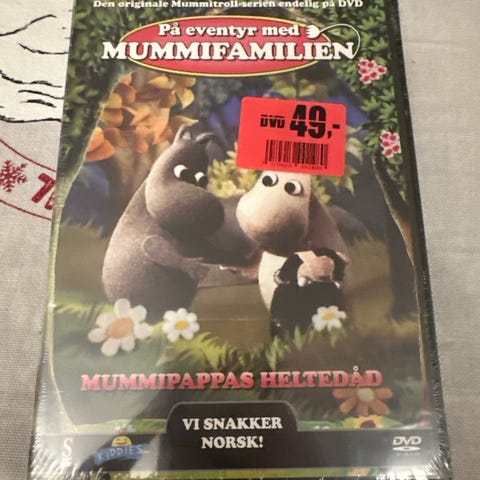 Den originale Mummitroll-serien endelig på DVD
På eventyr med
MUMMIFAMILIEN
DVD 49,-
MUMMIPAPPAS HELTEDÅD
VI SNAKKER
NORSK!
S
KIDDIES
DVD